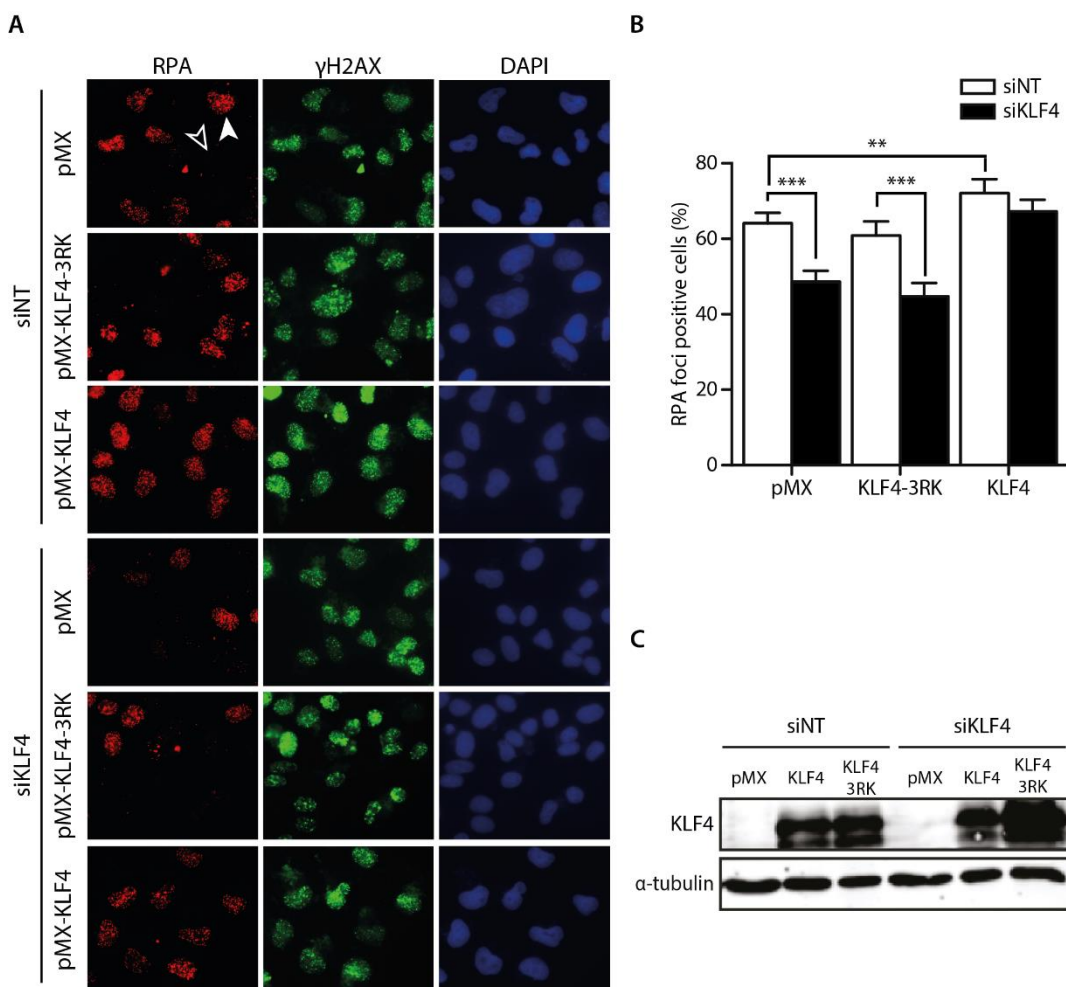 A
RPA γH2AX DAPI
siNT
pMX
pMX-KLF4-3RK
pMX-KLF4
siKLF4
pMX
pMX-KLF4-3RK
pMX-KLF4
B
siNT
siKLF4
RPA foci positive cells (%)
80
60
40
20
0
**
*** ***
pMX KLF4-3RK KLF4
C
siNT siKLF4
pMX KLF4 KLF4 3RK pMX KLF4 KLF4 3RK
KLF4
α-tubulin